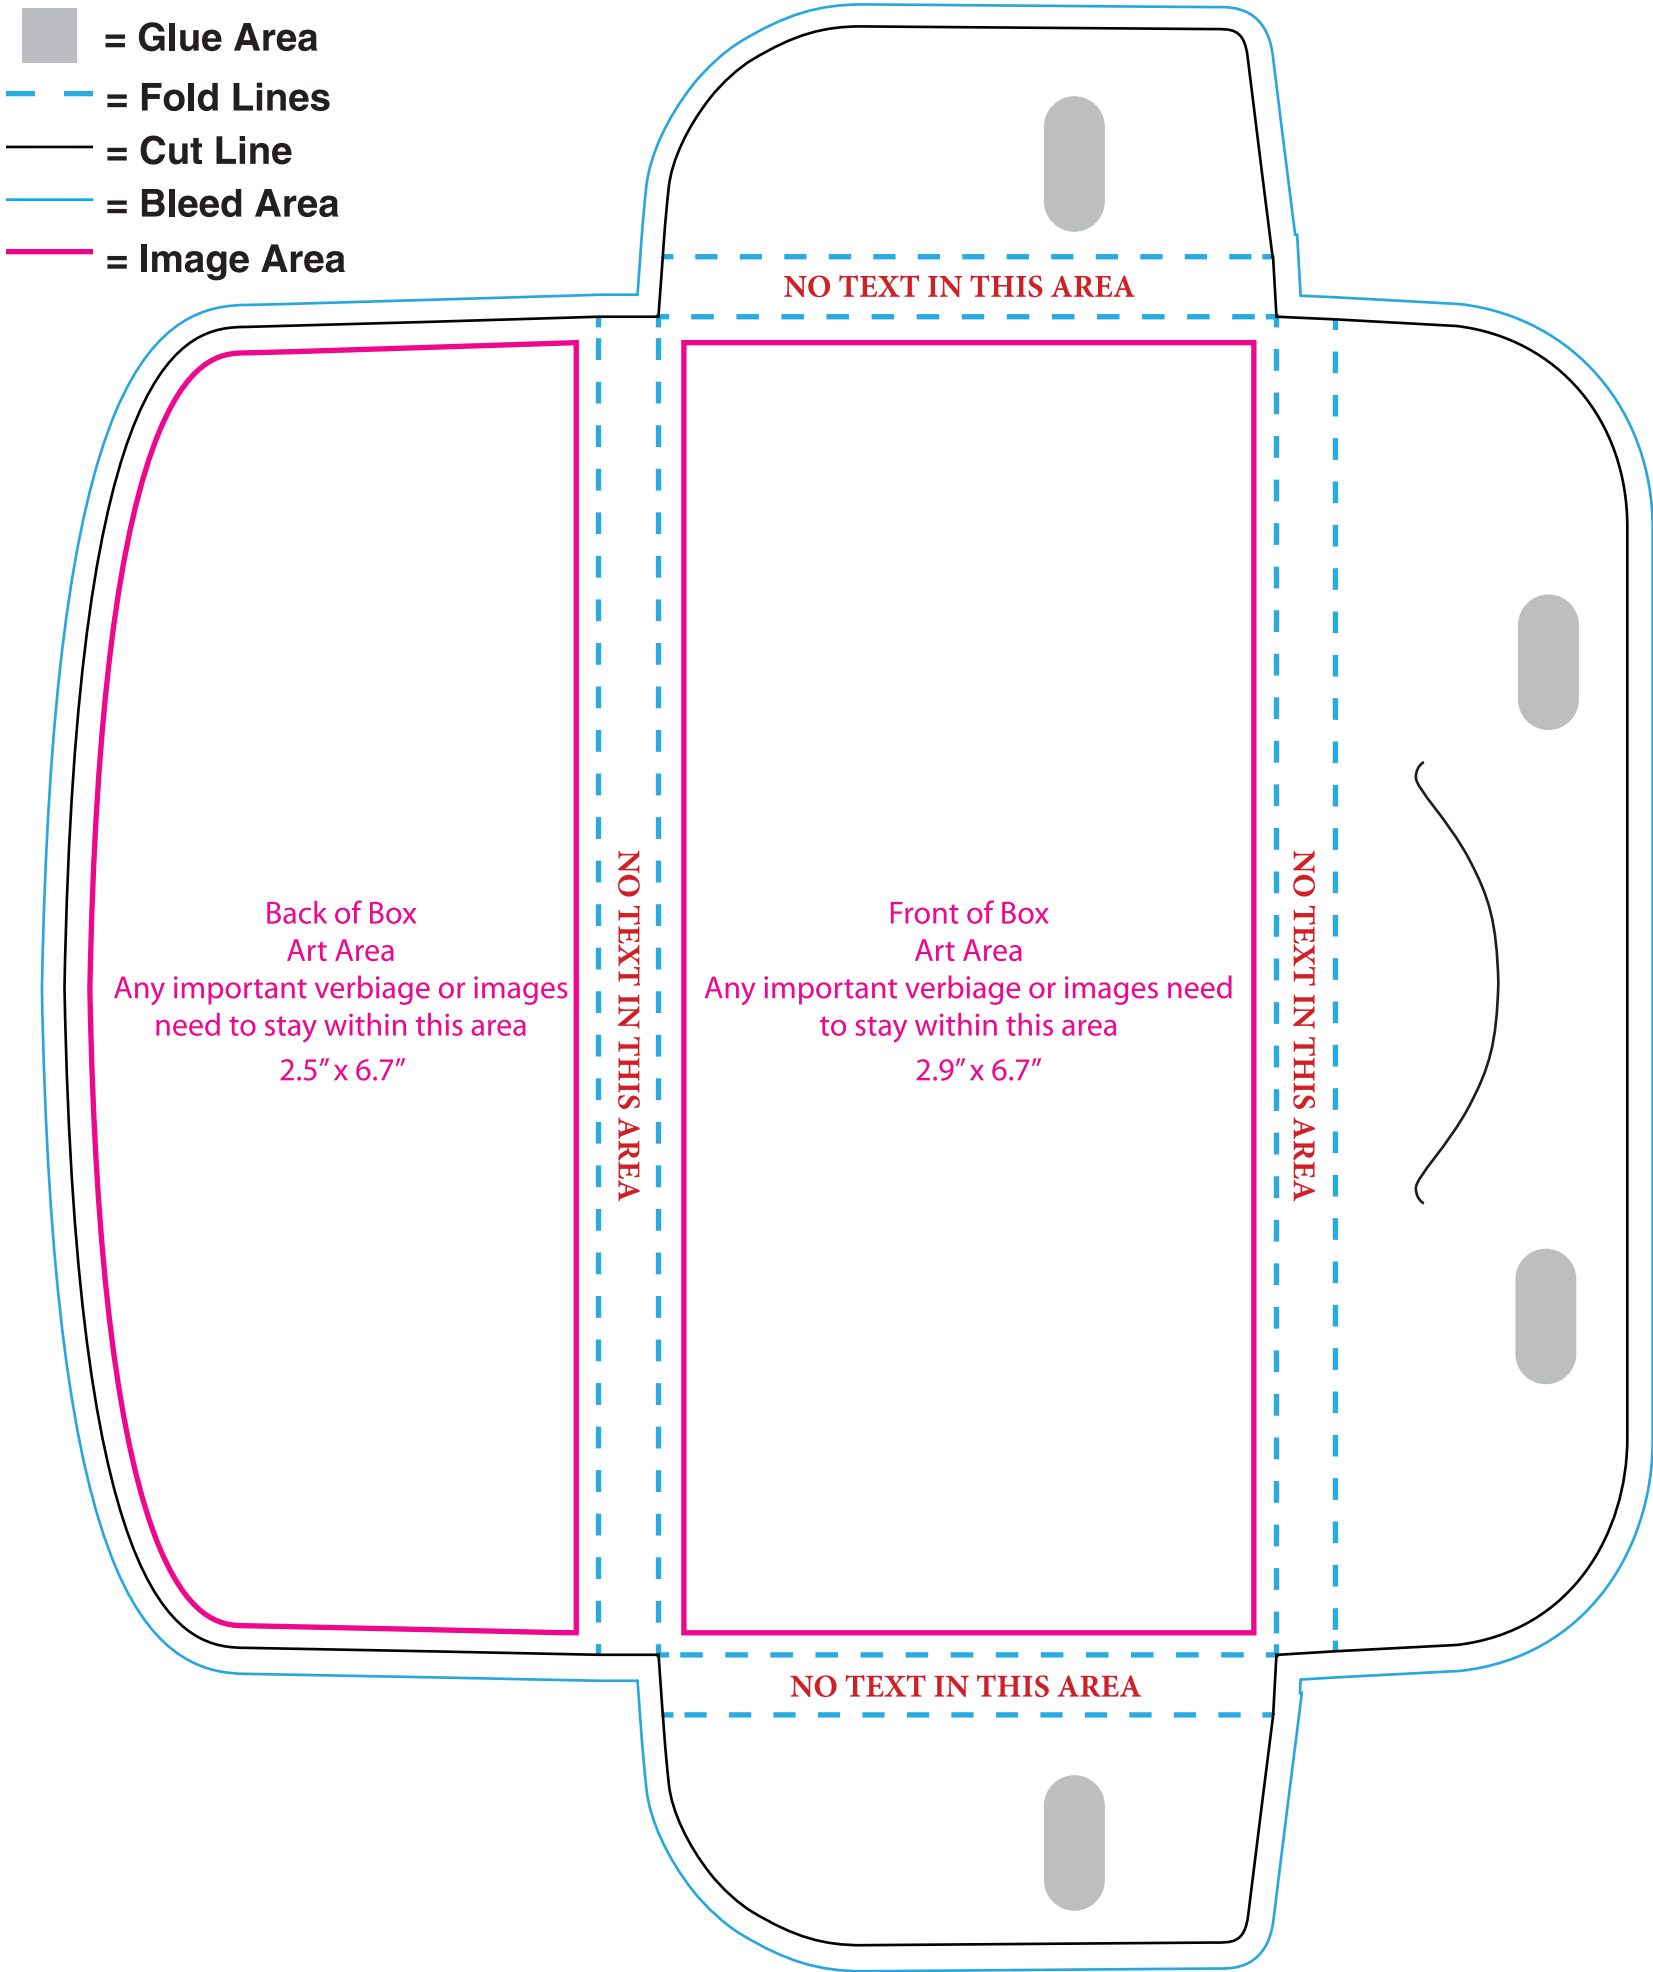 = Glue Area
= Fold Lines
= Cut Line
= Bleed Area
= Image Area
NO TEXT IN THIS AREA
Back of Box
Art Area
Any important verbiage or images
need to stay within this area
2.5” x 6.7”
NO TEXT IN THIS AREA
Front of Box
Art Area
Any important verbiage or images need
to stay within this area
2.9” x 6.7”
NO TEXT IN THIS AREA
NO TEXT IN THIS AREA